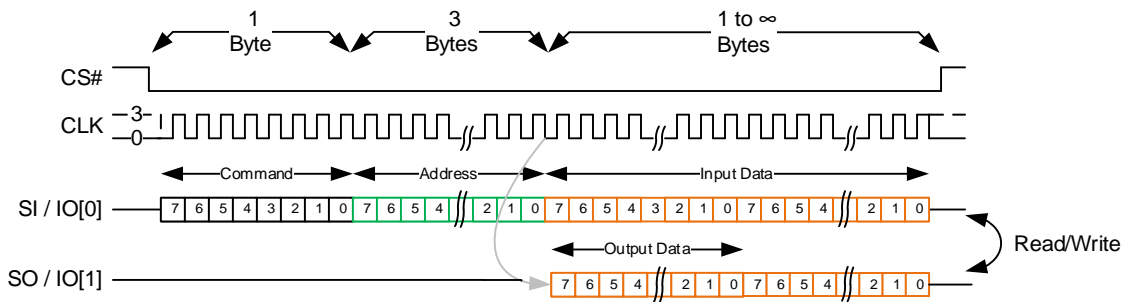 1 3 1 to ∞
Byte Bytes Bytes
CS#
CLK 3
0
Command Address Input Data
SI / IO[0] 7 6 5 4 3 2 1 0 7 6 5 4 2 1 0 7 6 5 4 3 2 1 0 7 6 5 4 2 1 0
Read/Write
Output Data
SO / IO[1] 7 6 5 4 2 1 0 7 6 5 4 2 1 0